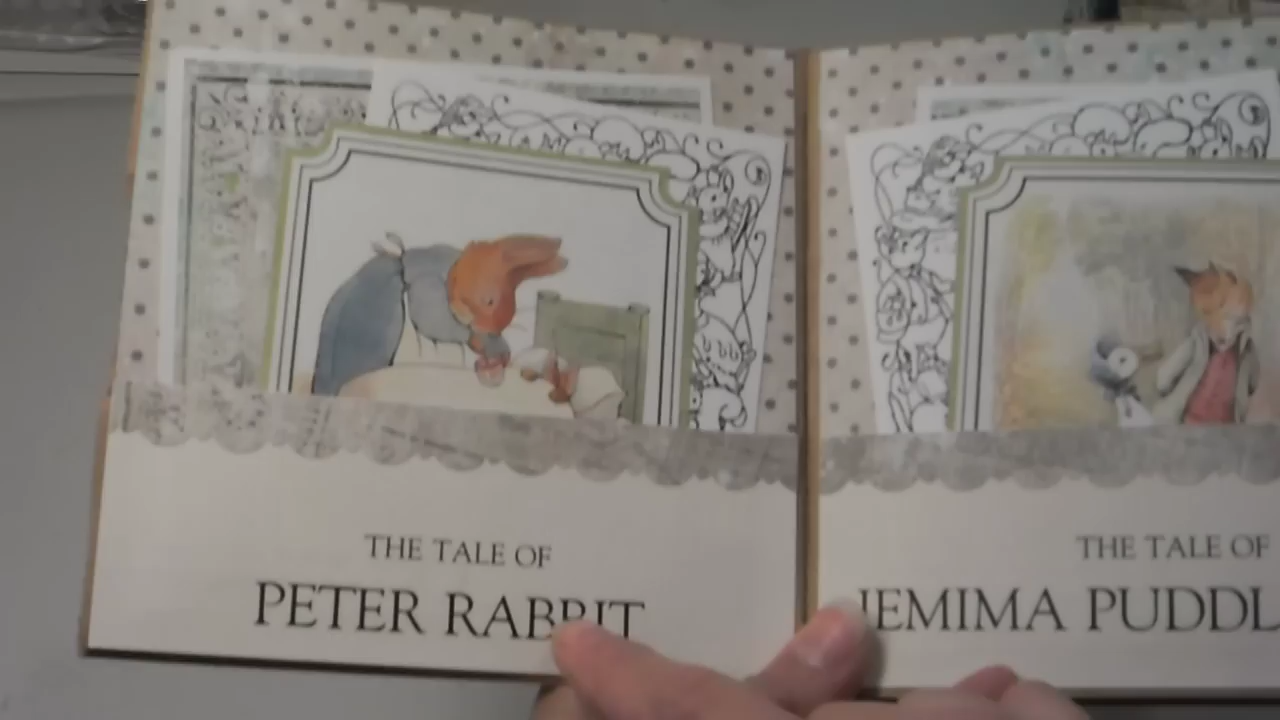 THE TALE OF
PETER RABBIT
THE TALE OF
JEMIMA PUDDL